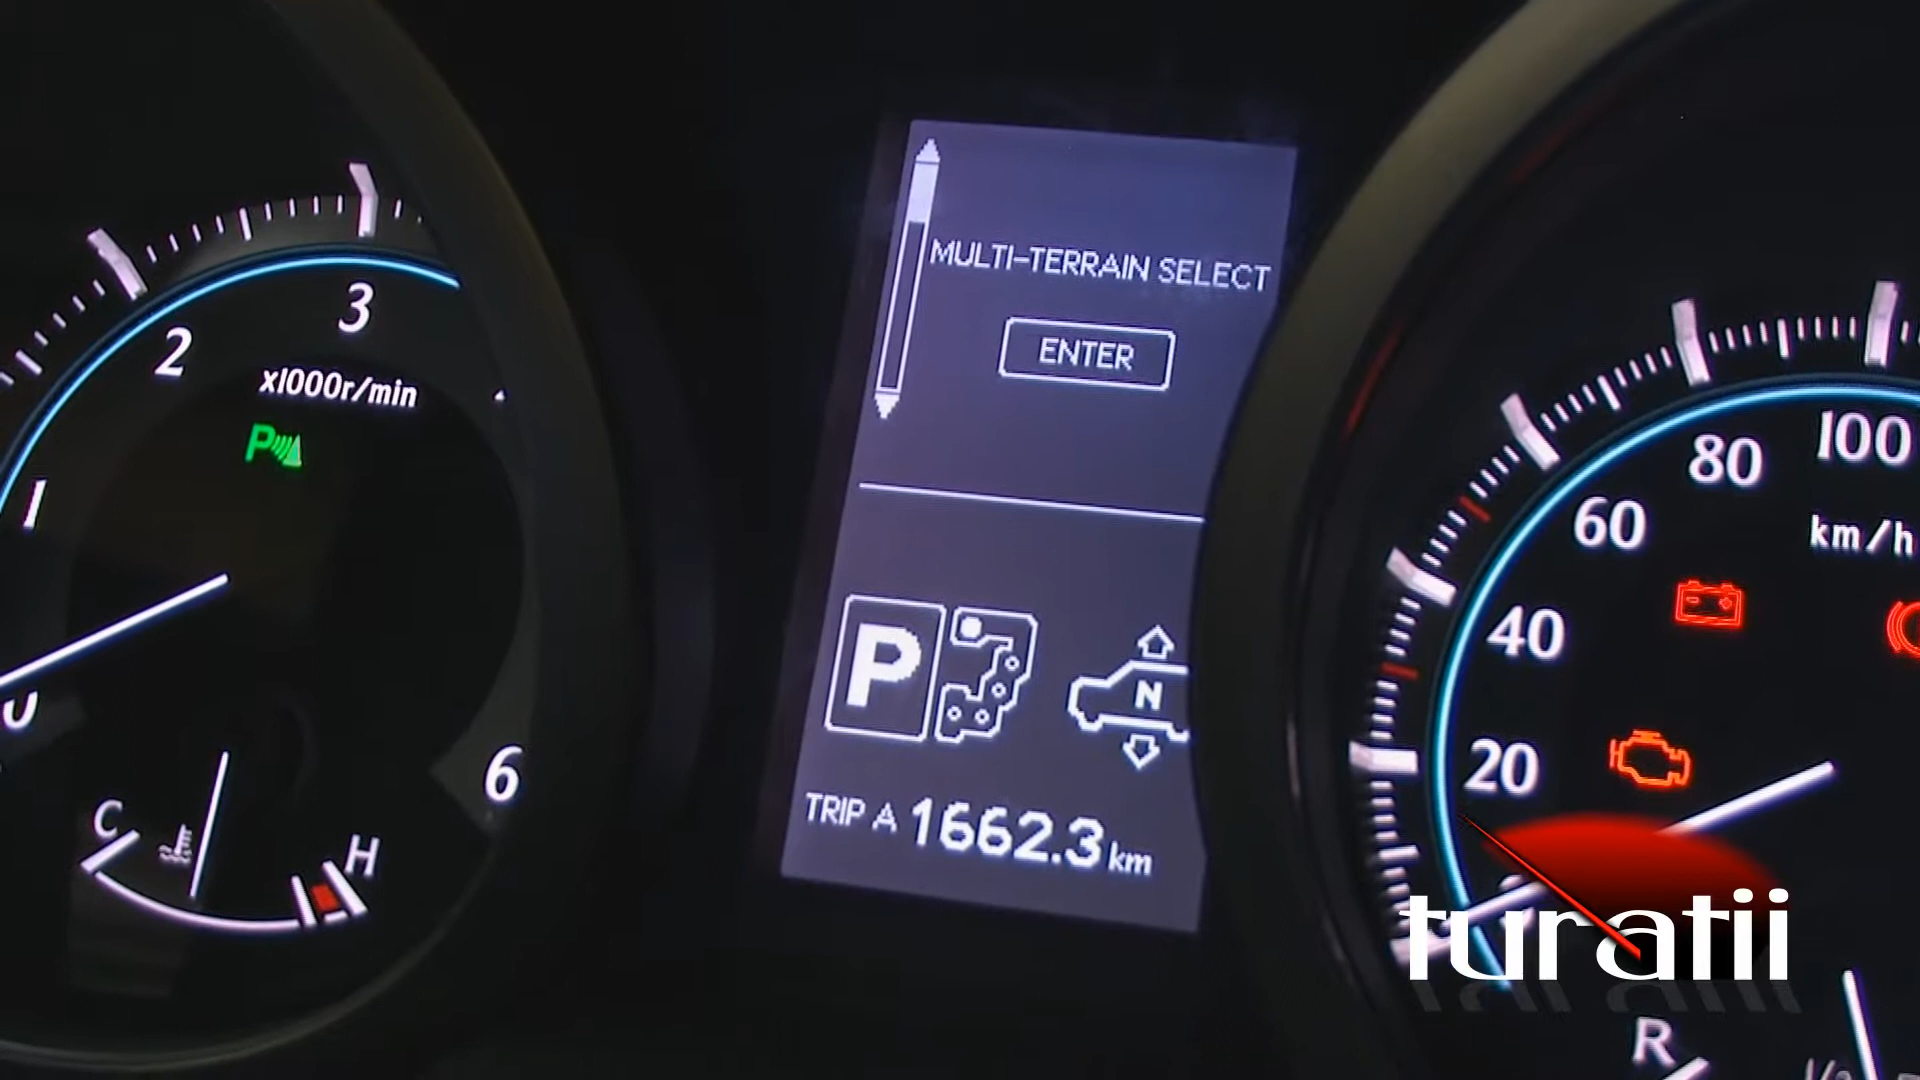 MULTI-TERRAIN SELECT
ENTER
P
N
TRIP A 1662.3 km
1
2
3
6
x1000r/min
P
C
H
20
40
60
80
100
km/h
turatii
R